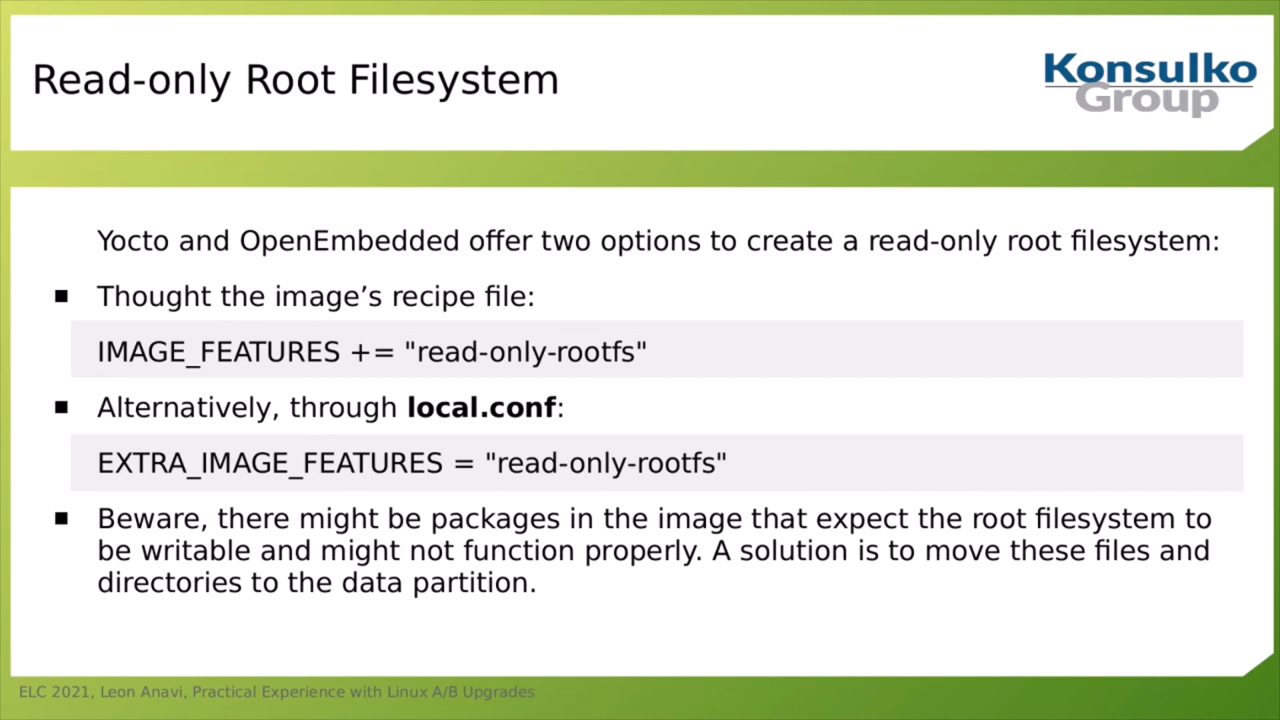 Read-only Root Filesystem
Konsulko
Group
Yocto and OpenEmbedded offer two options to create a read-only root filesystem:
■ Thought the image’s recipe file:
IMAGE_FEATURES += "read-only-rootfs"
■ Alternatively, through local.conf:
EXTRA_IMAGE_FEATURES = "read-only-rootfs"
■ Beware, there might be packages in the image that expect the root filesystem to
be writable and might not function properly. A solution is to move these files and
directories to the data partition.
ELC 2021, Leon Anavi, Practical Experience with Linux A/B Upgrades